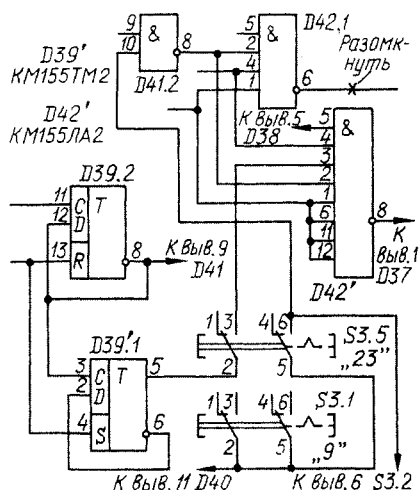 9
10
&
8
D41.2
5
2
4
1
&
D42.1
6
Разомк-
нуть
D39'
КМ155ТМ2
D42'
КМ155ЛА2
К выв.5
D38
5
4
3
2
1
6
11
12
&
8
К
выв.1
D37
D42'
D39.2
11
12
13
C
D
R
T
8
К выв.9
D41
D39.'1
3
2
4
C
D
S
T
5
6
1
3
2
4
6
5
S3.5
„23”
1
3
2
4
6
5
S3.1
„9”
К выв.11 D40
К выв.6
S3.2